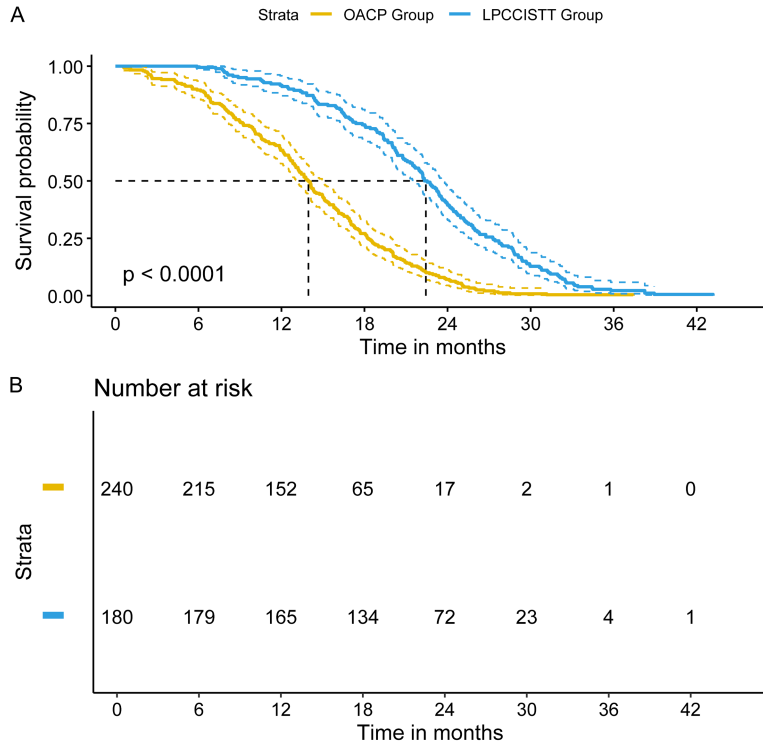 A
Strata OACP Group LPCCISTT Group
1.00
0.75
0.50
0.25
0.00
Survival probability
p < 0.0001
0 6 12 18 24 30 36 42
Time in months
B
Number at risk
Strata
240 215 152 65 17 2 1 0
180 179 165 134 72 23 4 1
0 6 12 18 24 30 36 42
Time in months